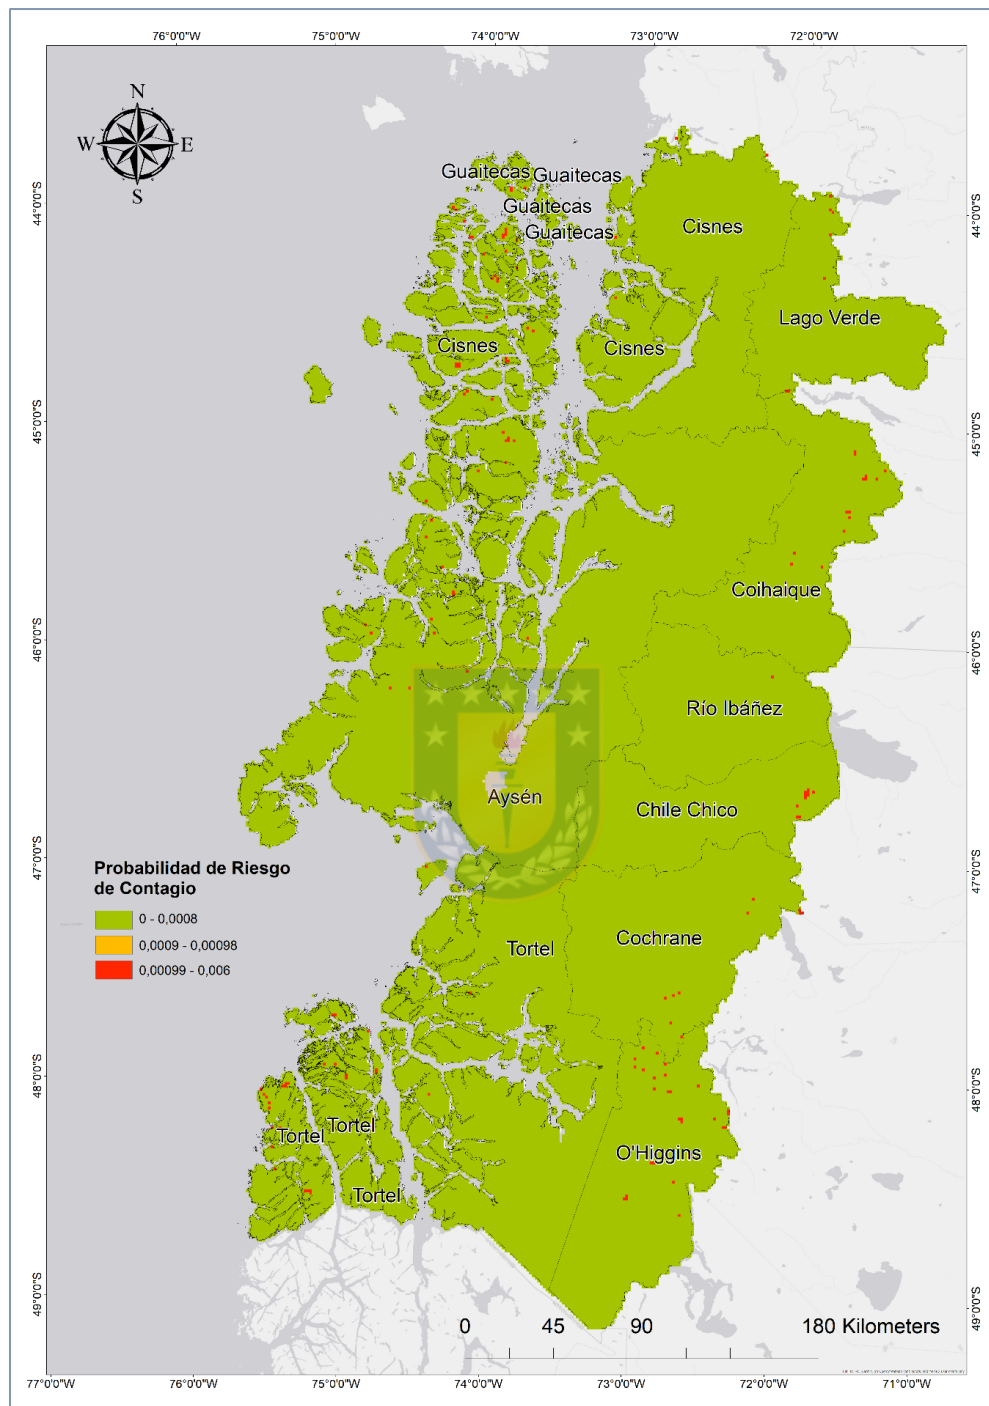 76°0'0"W 75°0'0"W 74°0'0"W 73°0'0"W 72°0'0"W
N
W E
S
44°0'0"S
44°0'0"S
Guaitecas
Guaitecas
Guaitecas
Guaitecas
Cisnes
Lago Verde
Cisnes
Cisnes
45°0'0"S
45°0'0"S
Coihaique
46°0'0"S
46°0'0"S
Río Ibáñez
Aysén
Chile Chico
47°0'0"S
47°0'0"S
Probabilidad de Riesgo
de Contagio
0 - 0,0008
0,0009 - 0,00098
0,00099 - 0,006
Cochrane
Tortel
48°0'0"S
48°0'0"S
Tortel
Tortel
O'Higgins
Tortel
49°0'0"S
49°0'0"S
0 45 90 180 Kilometers
77°0'0"W 76°0'0"W 75°0'0"W 74°0'0"W 73°0'0"W 72°0'0"W 71°0'0"W